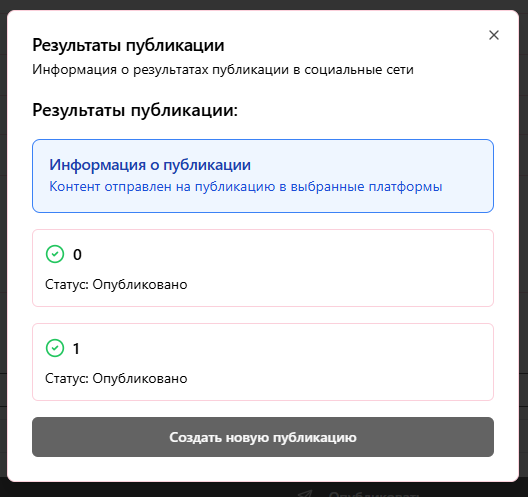 Результаты публикации
Информация о результатах публикации в социальные сети
Результаты публикации:
Информация о публикации
Контент отправлен на публикацию в выбранные платформы
0
Статус: Опубликовано
1
Статус: Опубликовано
Создать новую публикацию
Опубликовать